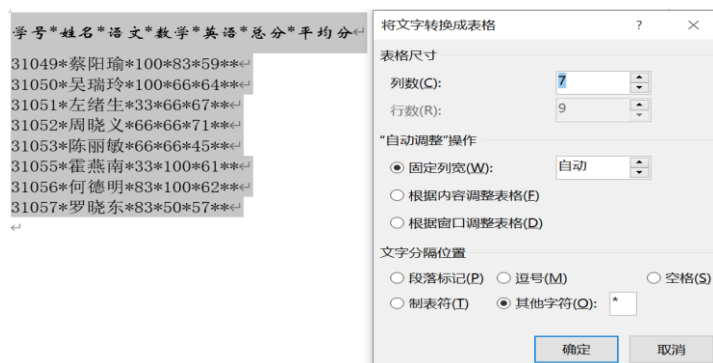 学号*姓名*语文*数学*英语*总分*平均分↵
31049*蔡阳瑜*100*83*59**↵
31050*吴瑞玲*100*66*64**↵
31051*左绪生*33*66*67**↵
31052*周晓义*66*66*71**↵
31053*陈丽敏*66*66*45**↵
31055*霍燕南*33*100*61**↵
31056*何德明*83*100*62**↵
31057*罗晓东*83*50*57**↵
↵
将文字转换成表格 ? ×
表格尺寸
列数(C): 7
行数(R): 9
“自动调整”操作
固定列宽(W): 自动
根据内容调整表格(F)
根据窗口调整表格(D)
文字分隔位置
段落标记(P) 逗号(M) 空格(S)
制表符(T) 其他字符(O): *
确定 取消